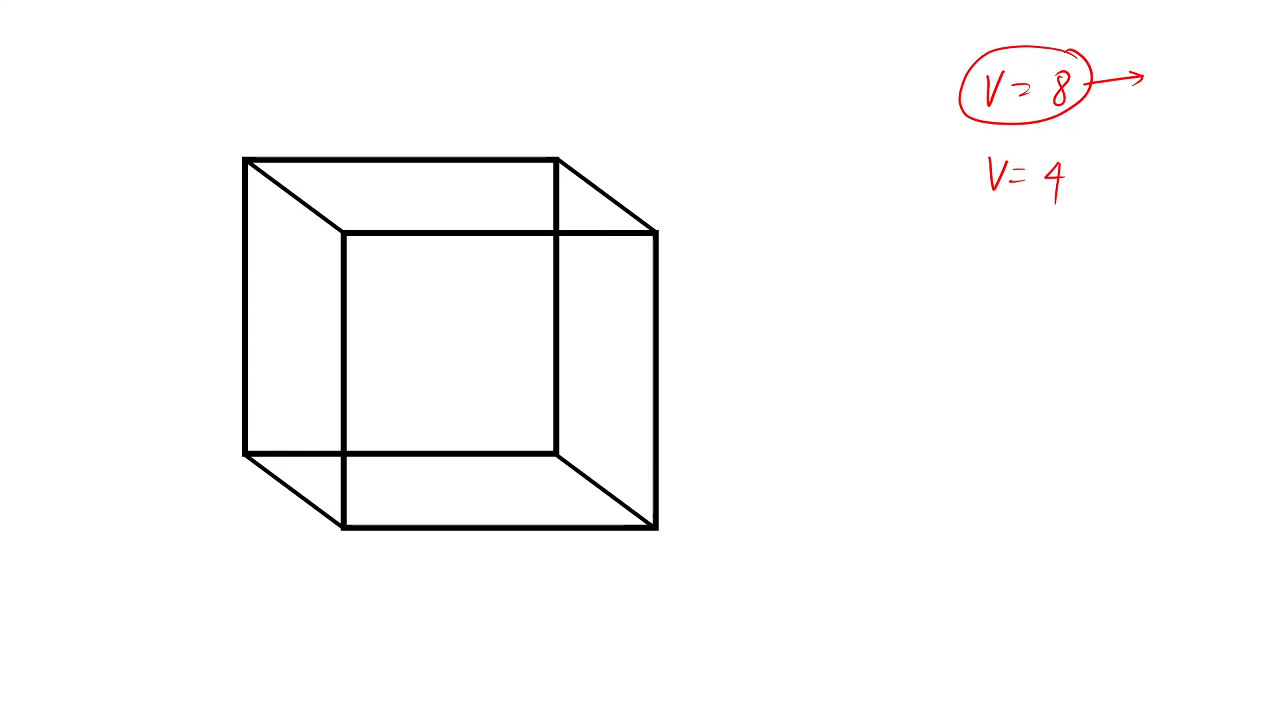 V = 8
V = 4